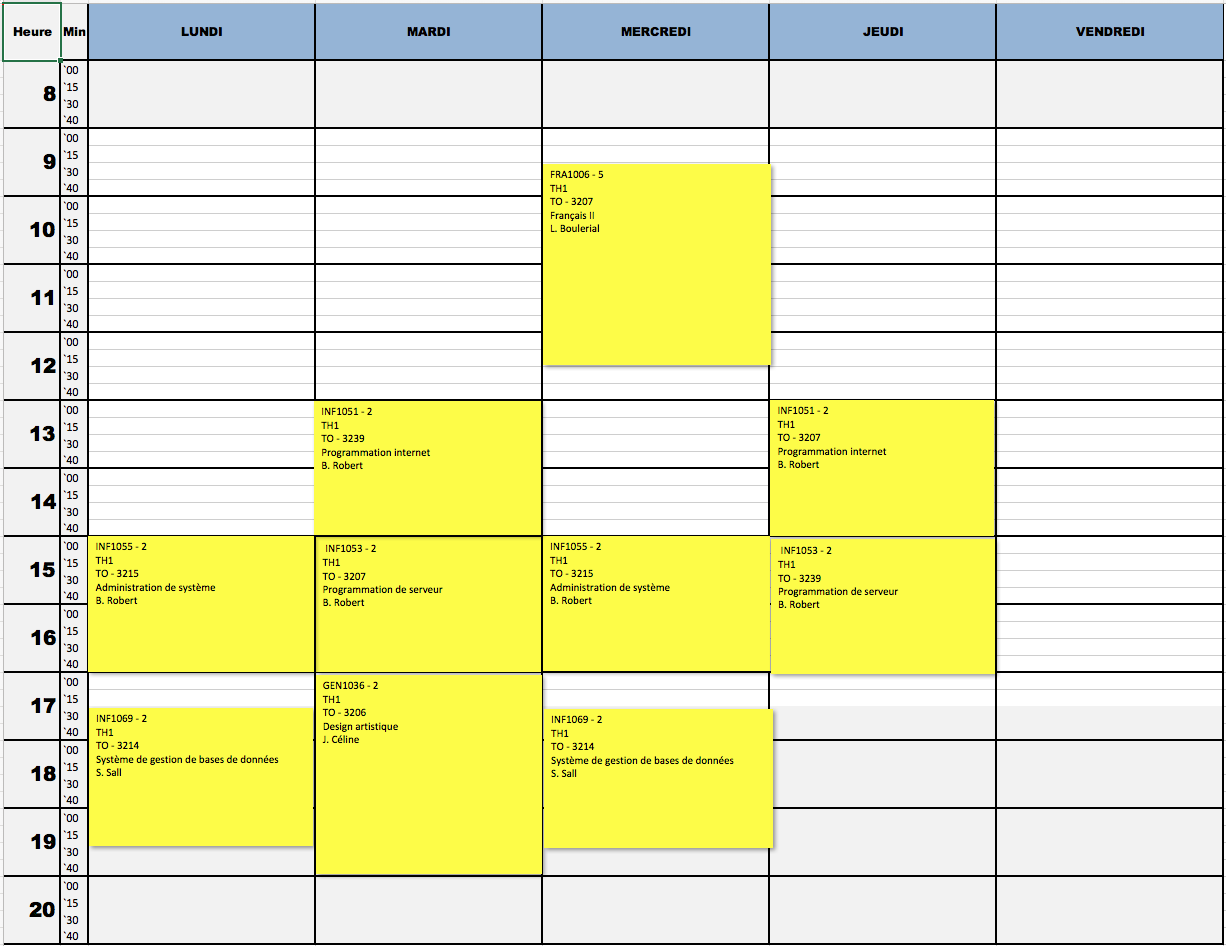 Heure Min LUNDI MARDI MERCREDI JEUDI VENDREDI
8
`00
`15
`30
`40
9
`00
`15
`30
`40
FRA1006 - 5
TH1
TO - 3207
Français II
L. Boulerial
10
`00
`15
`30
`40
11
`00
`15
`30
`40
12
`00
`15
`30
`40
13
`00
`15
`30
`40
INF1051 - 2
TH1
TO - 3239
Programmation internet
B. Robert
INF1051 - 2
TH1
TO - 3207
Programmation internet
B. Robert
14
`00
`15
`30
`40
15
`00
`15
`30
`40
INF1055 - 2
TH1
TO - 3215
Administration de système
B. Robert
INF1053 - 2
TH1
TO - 3207
Programmation de serveur
B. Robert
INF1055 - 2
TH1
TO - 3215
Administration de système
B. Robert
INF1053 - 2
TH1
TO - 3239
Programmation de serveur
B. Robert
16
`00
`15
`30
`40
17
`00
`15
`30
`40
INF1069 - 2
TH1
TO - 3214
Système de gestion de bases de données
S. Sall
GEN1036 - 2
TH1
TO - 3206
Design artistique
J. Céline
INF1069 - 2
TH1
TO - 3214
Système de gestion de bases de données
S. Sall
18
`00
`15
`30
`40
19
`00
`15
`30
`40
20
`00
`15
`30
`40